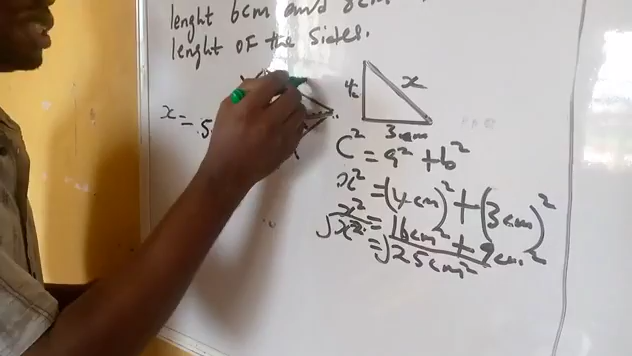 lenght 6cm and 8cm
lenght of the sides.
x
x = 5
3cm
c² = a² + b²
x² = (4cm)² + (3cm)²
x² = 16cm² + 9cm²
√x² = √25cm²